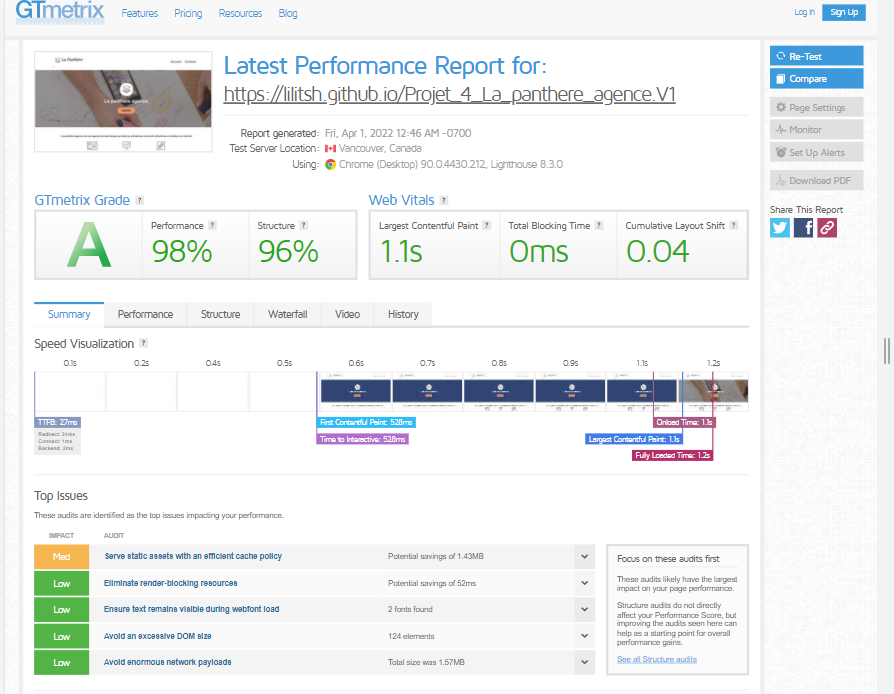 GTmetrix Features Pricing Resources Blog Log in Sign Up
La Panthère
La panthere agence.
Latest Performance Report for:
https://lilitsh.github.io/Projet_4_La_panthere_agence.V1
Report generated: Fri, Apr 1, 2022 12:46 AM -0700
Test Server Location: Vancouver, Canada
Using: Chrome (Desktop) 90.0.4430.212, Lighthouse 8.3.0
Re-Test
Compare
Page Settings
Monitor
Set Up Alerts
Download PDF
Share This Report
GTmetrix Grade ?
A
Performance ?
98%
Structure ?
96%
Web Vitals ?
Largest Contentful Paint ?
1.1s
Total Blocking Time ?
0ms
Cumulative Layout Shift ?
0.04
Summary Performance Structure Waterfall Video History
Speed Visualization ?
0.1s 0.2s 0.4s 0.5s 0.6s 0.7s 0.8s 0.9s 1.1s 1.2s
TTFB: 27ms
Redirect: 24ms
Connect: 1ms
Backend: 2ms
First Contentful Paint: 528ms
Time to Interactive: 528ms
Onload Time: 1.1s
Largest Contentful Paint: 1.1s
Fully Loaded Time: 1.2s
Top Issues
These audits are identified as the top issues impacting your performance.
IMPACT AUDIT
Med Serve static assets with an efficient cache policy Potential savings of 1.43MB
Low Eliminate render-blocking resources Potential savings of 52ms
Low Ensure text remains visible during webfont load 2 fonts found
Low Avoid an excessive DOM size 124 elements
Low Avoid enormous network payloads Total size was 1.57MB
Focus on these audits first
These audits likely have the largest
impact on your page performance.
Structure audits do not directly
affect your Performance Score, but
improving the audits seen here can
help as a starting point for overall
performance gains.
See all Structure audits